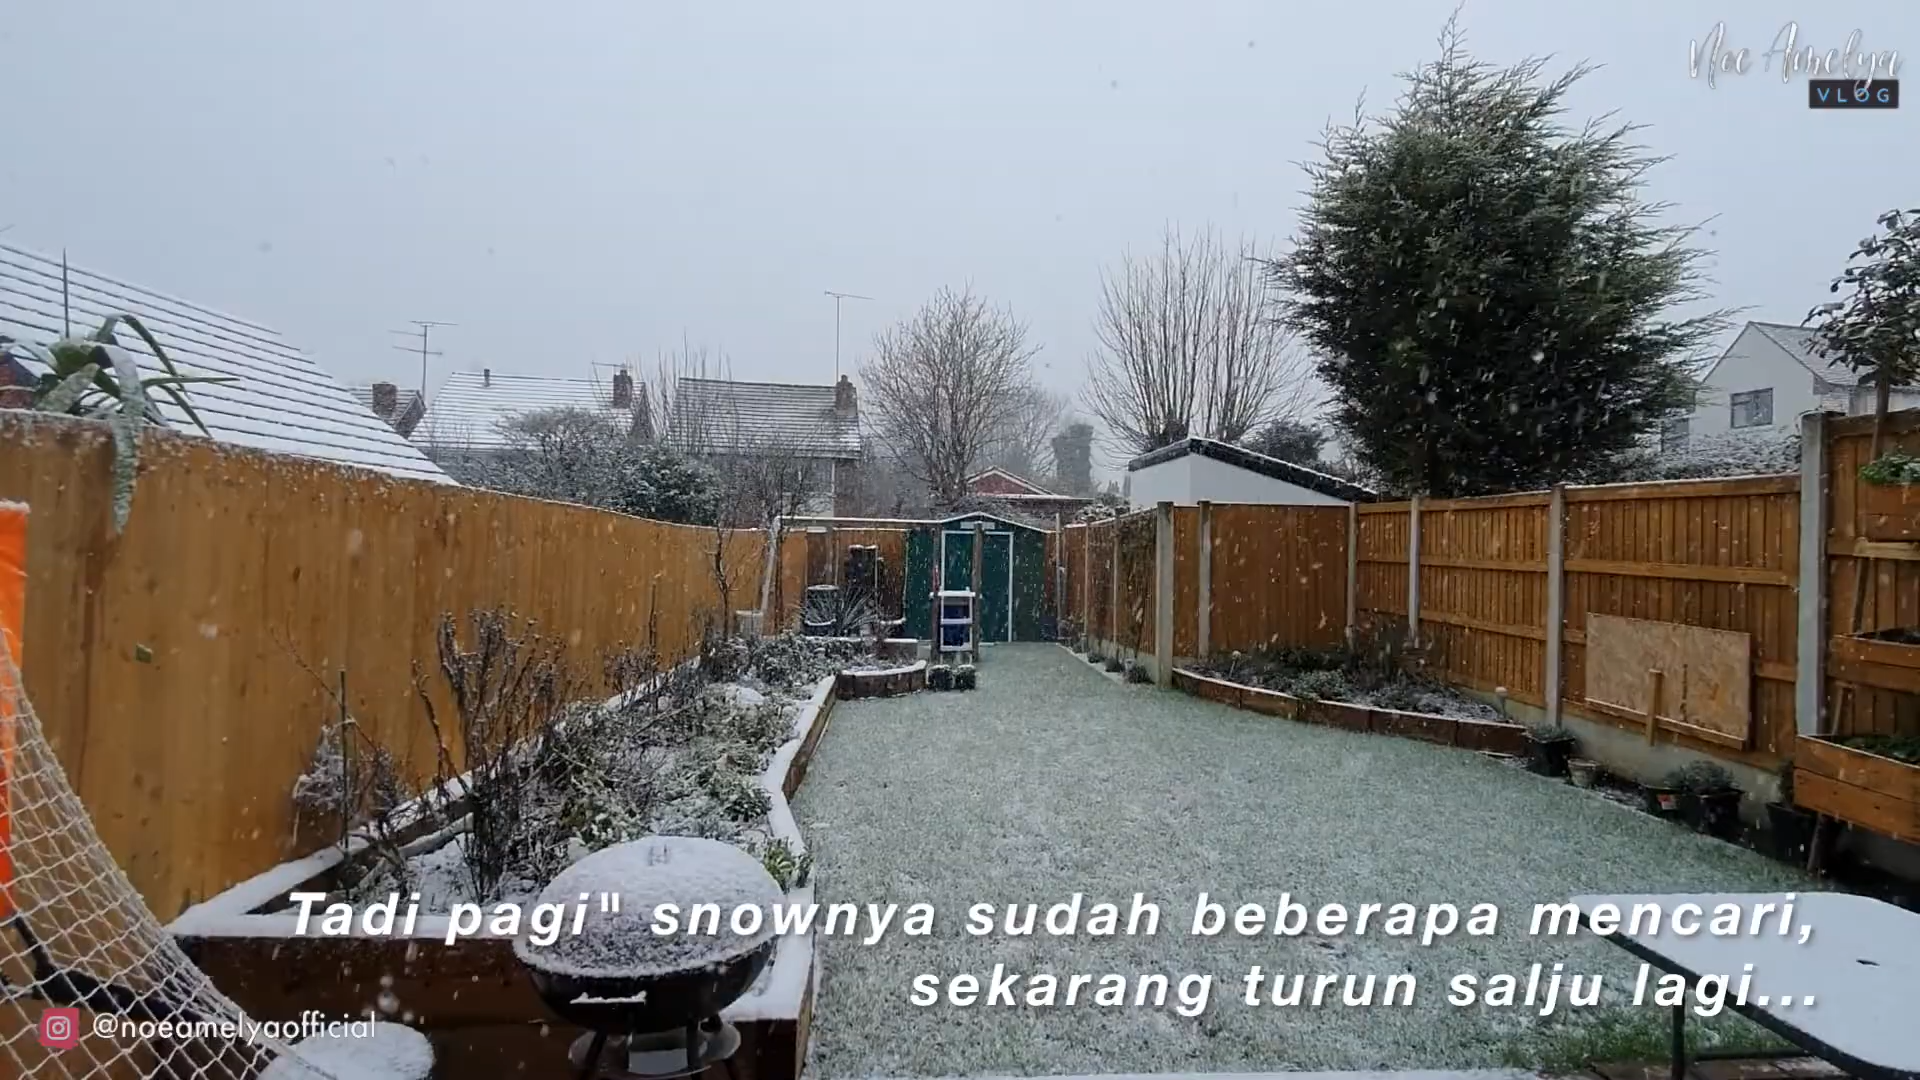 Noe Amelya
VLOG
Tadi pagi" snownya sudah beberapa mencari,
sekarang turun salju lagi...
@noeamelyaofficial